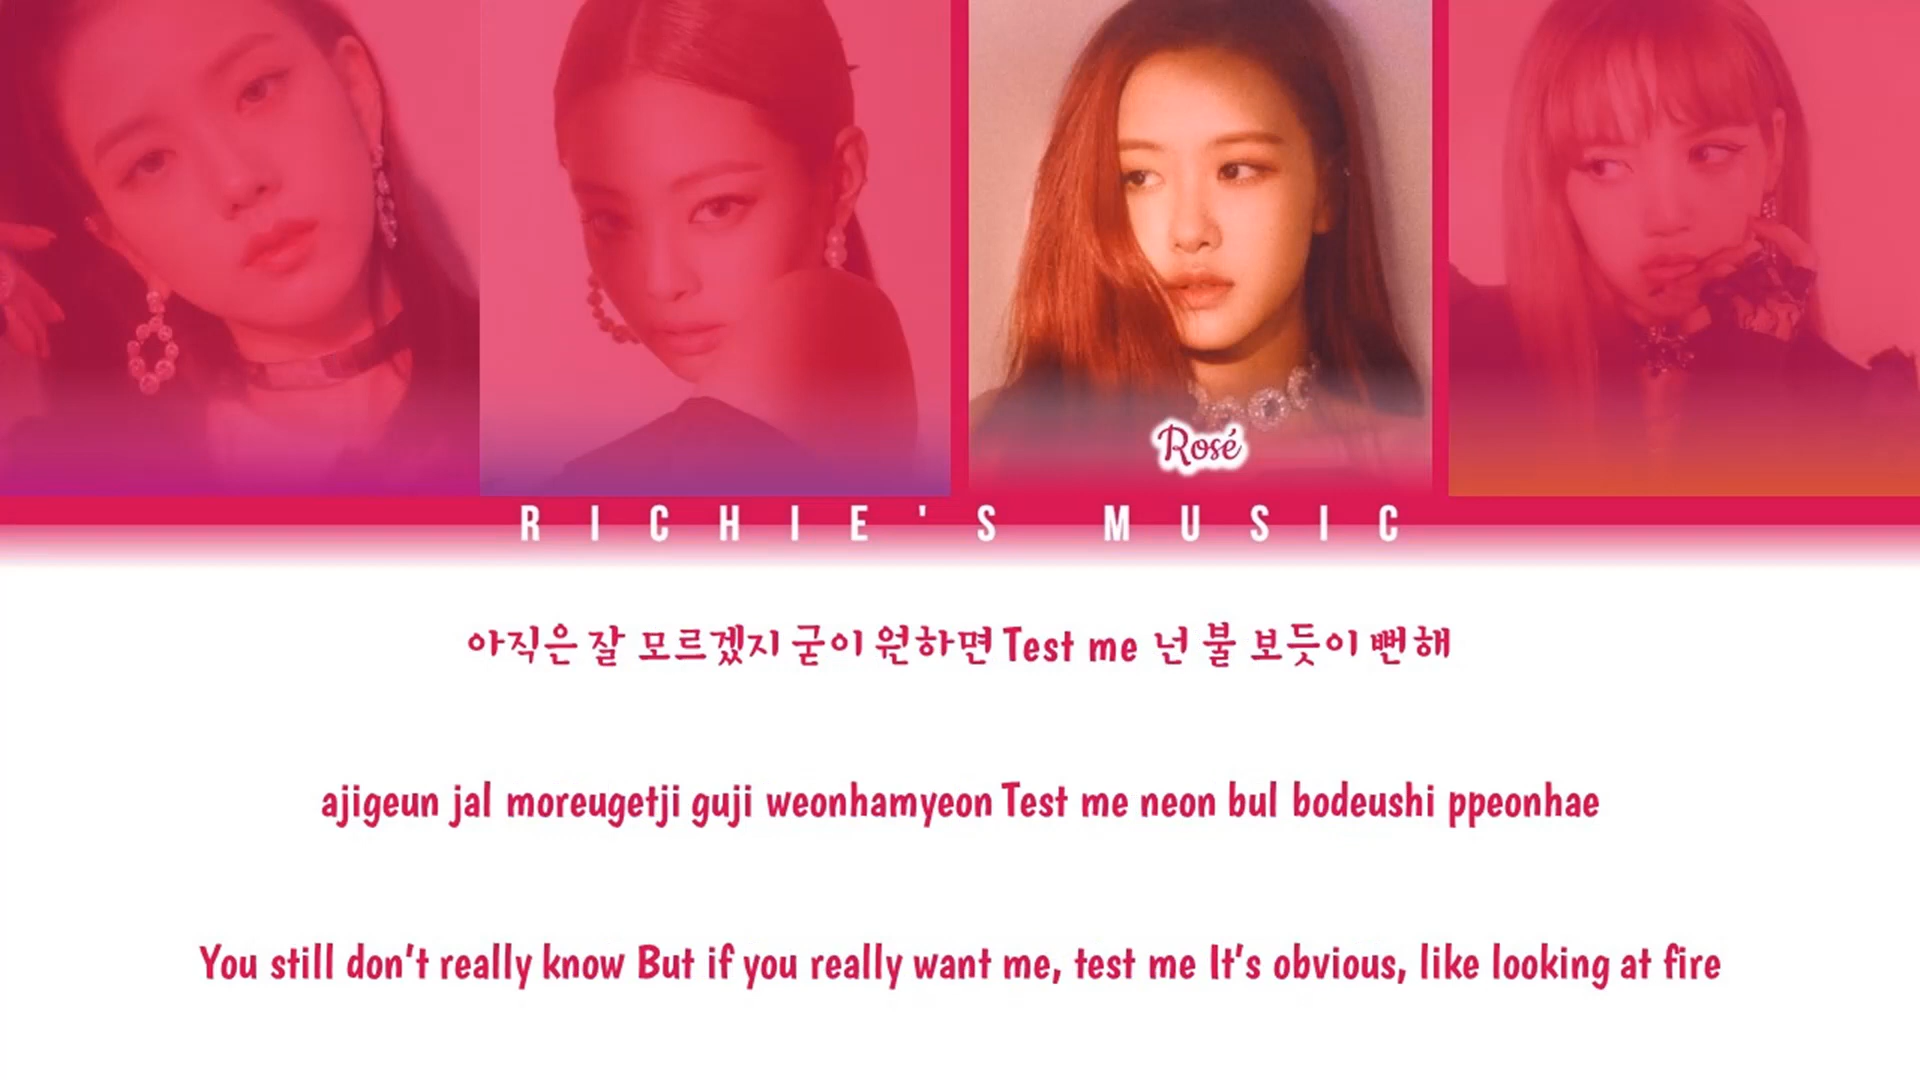 Rosé
RICHIE'S MUSIC
아직은 잘 모르겠지 굳이 원하면 Test me 넌 불 보듯이 뻔해
ajigeun jal moreugetji guji weonhamyeon Test me neon bul bodeushi ppeonhae
You still don't really know But if you really want me, test me It's obvious, like looking at fire